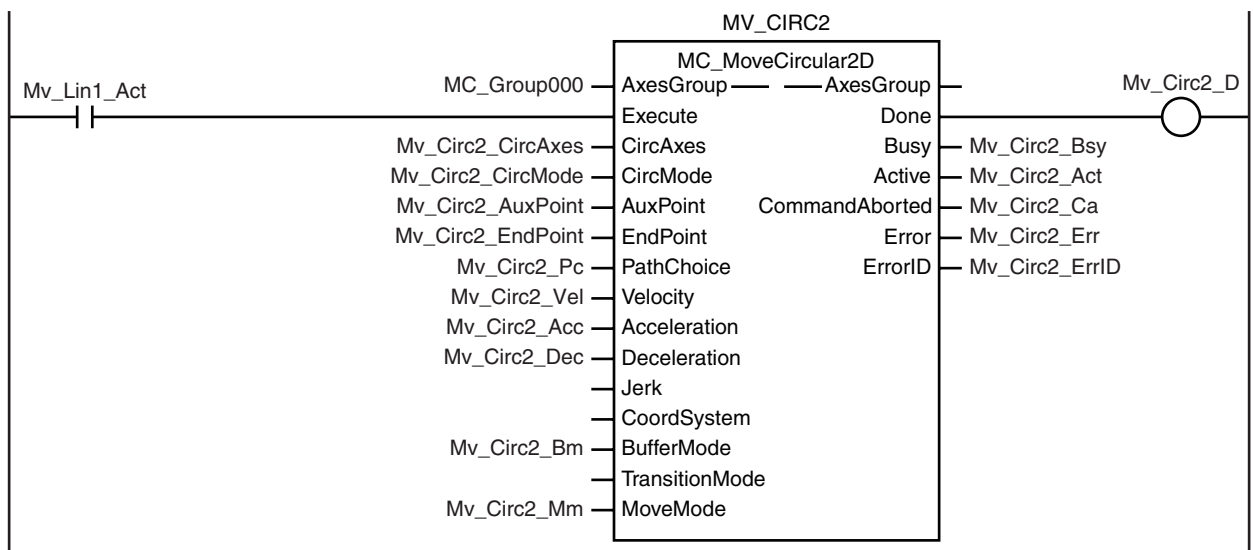 MV_CIRC2
MC_MoveCircular2D
Mv_Lin1_Act
MC_Group000 AxesGroup AxesGroup Mv_Circ2_D
Execute Done
Mv_Circ2_CircAxes CircAxes Busy Mv_Circ2_Bsy
Mv_Circ2_CircMode CircMode Active Mv_Circ2_Act
Mv_Circ2_AuxPoint AuxPoint CommandAborted Mv_Circ2_Ca
Mv_Circ2_EndPoint EndPoint Error Mv_Circ2_Err
Mv_Circ2_Pc PathChoice ErrorID Mv_Circ2_ErrID
Mv_Circ2_Vel Velocity
Mv_Circ2_Acc Acceleration
Mv_Circ2_Dec Deceleration
Jerk
CoordSystem
Mv_Circ2_Bm BufferMode
TransitionMode
Mv_Circ2_Mm MoveMode